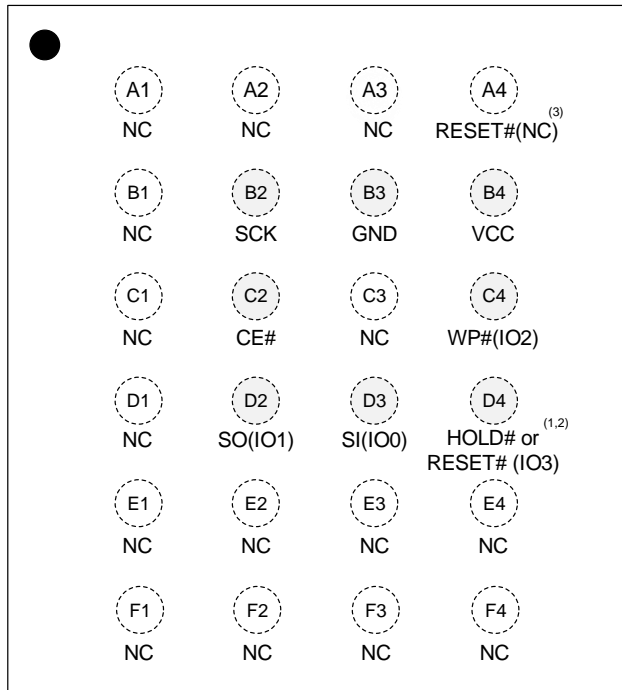 A1 A2 A3 A4
NC NC NC RESET#(NC) (3)
B1 B2 B3 B4
NC SCK GND VCC
C1 C2 C3 C4
NC CE# NC WP#(IO2)
D1 D2 D3 D4
NC SO(IO1) SI(IO0) HOLD# or (1,2)
RESET# (IO3)
E1 E2 E3 E4
NC NC NC NC
F1 F2 F3 F4
NC NC NC NC